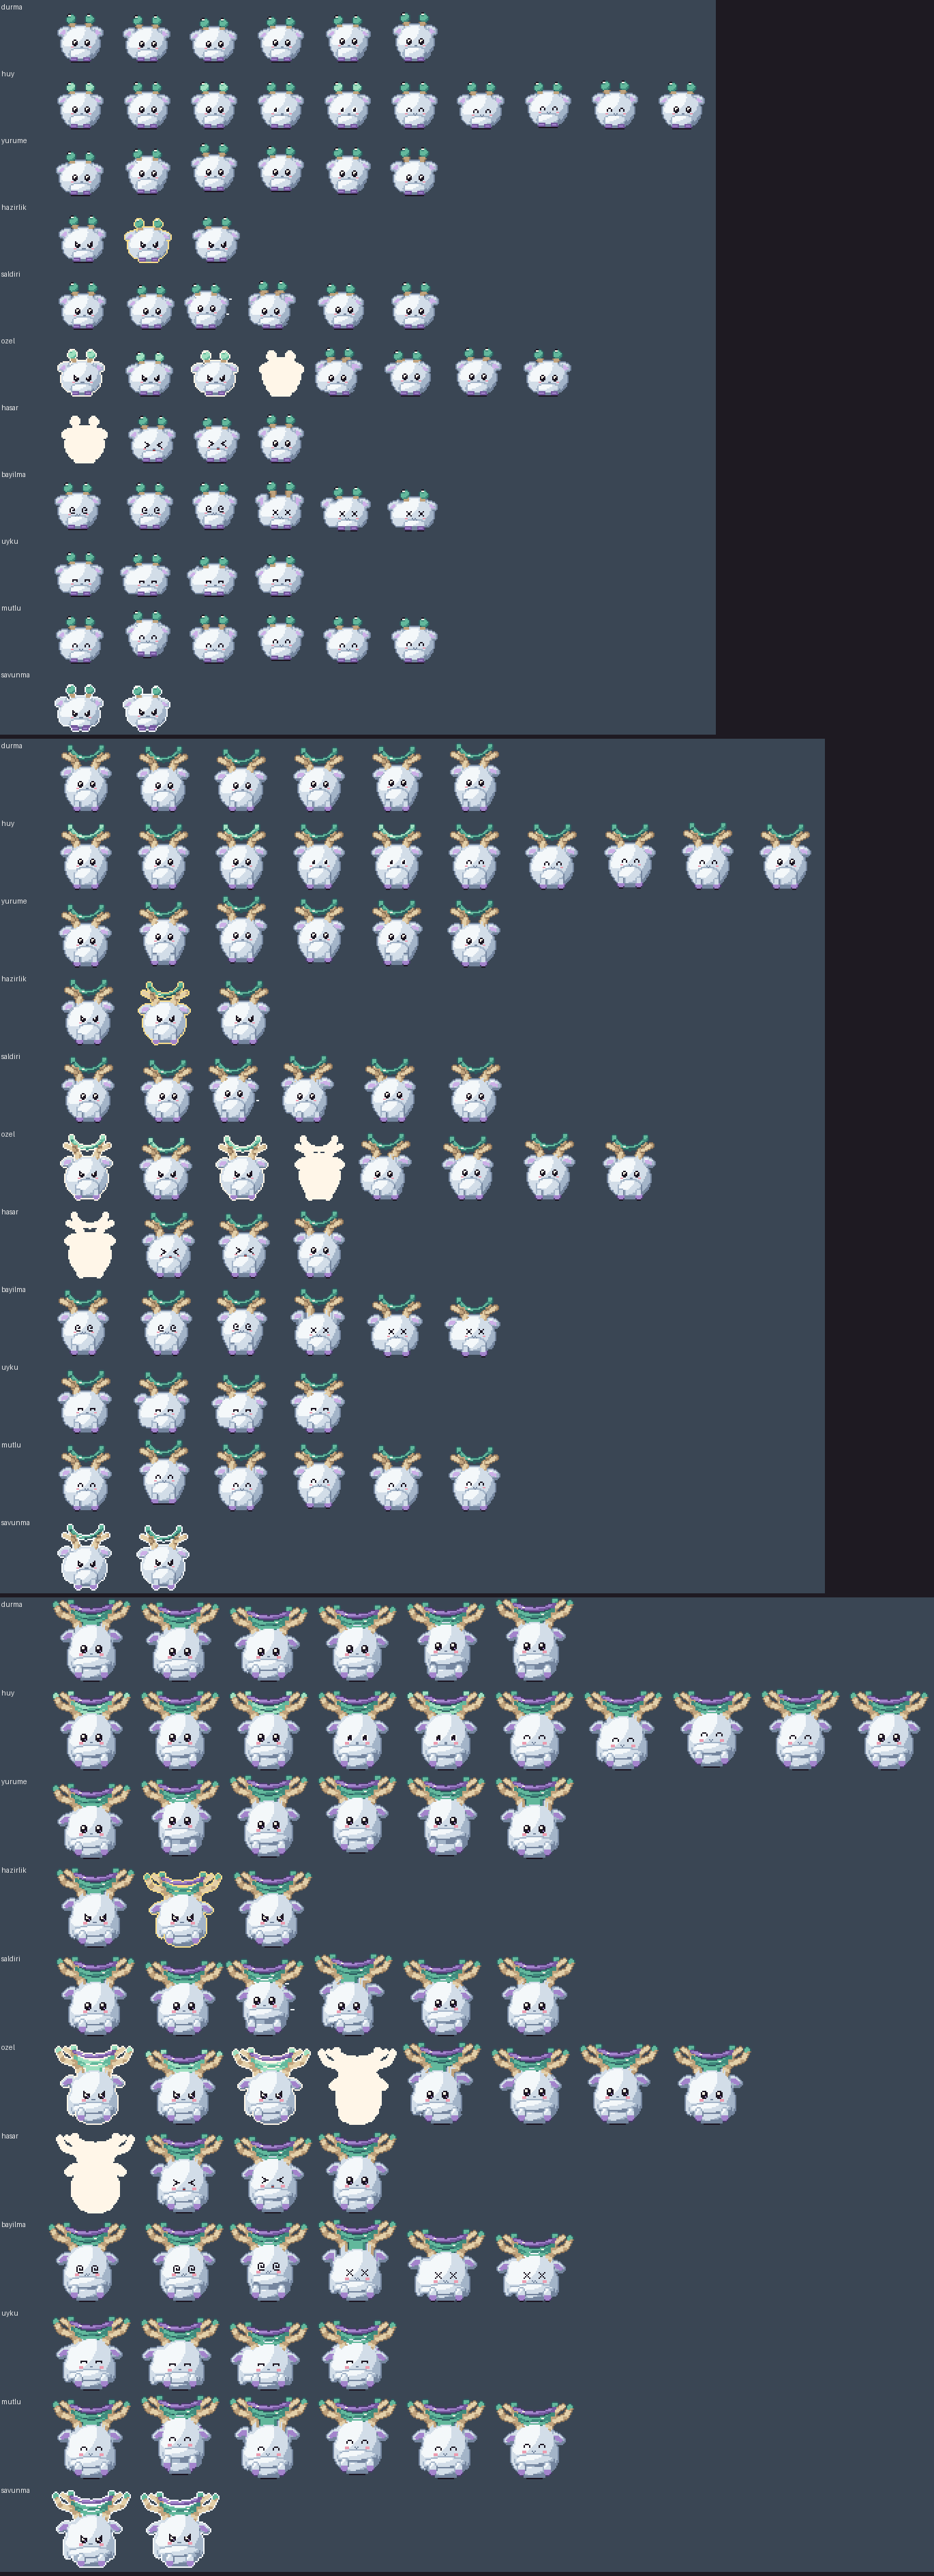 durma
huy
yurume
hazirlik
saldiri
ozel
hasar
bayilma
uyku
mutlu
savunma
durma
huy
yurume
hazirlik
saldiri
ozel
hasar
bayilma
uyku
mutlu
savunma
durma
huy
yurume
hazirlik
saldiri
ozel
hasar
bayilma
uyku
mutlu
savunma